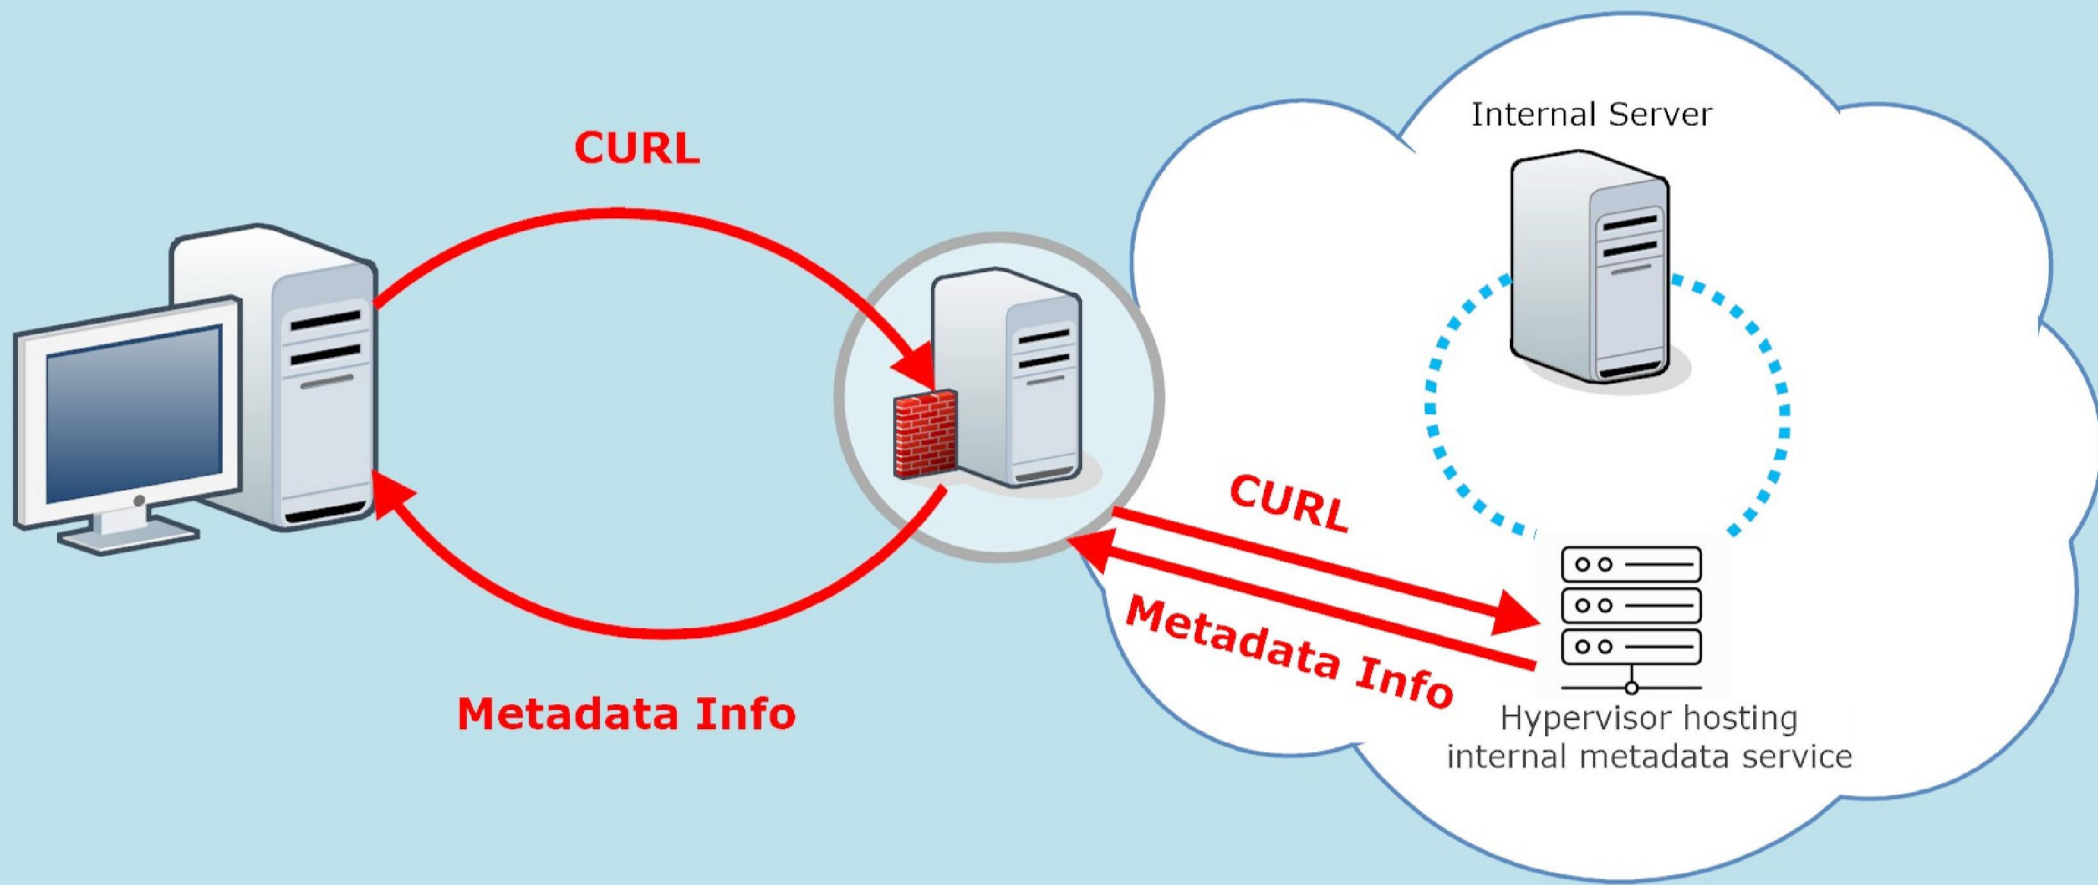 CURL
Metadata Info
CURL
Metadata Info
Internal Server
Hypervisor hosting
internal metadata service